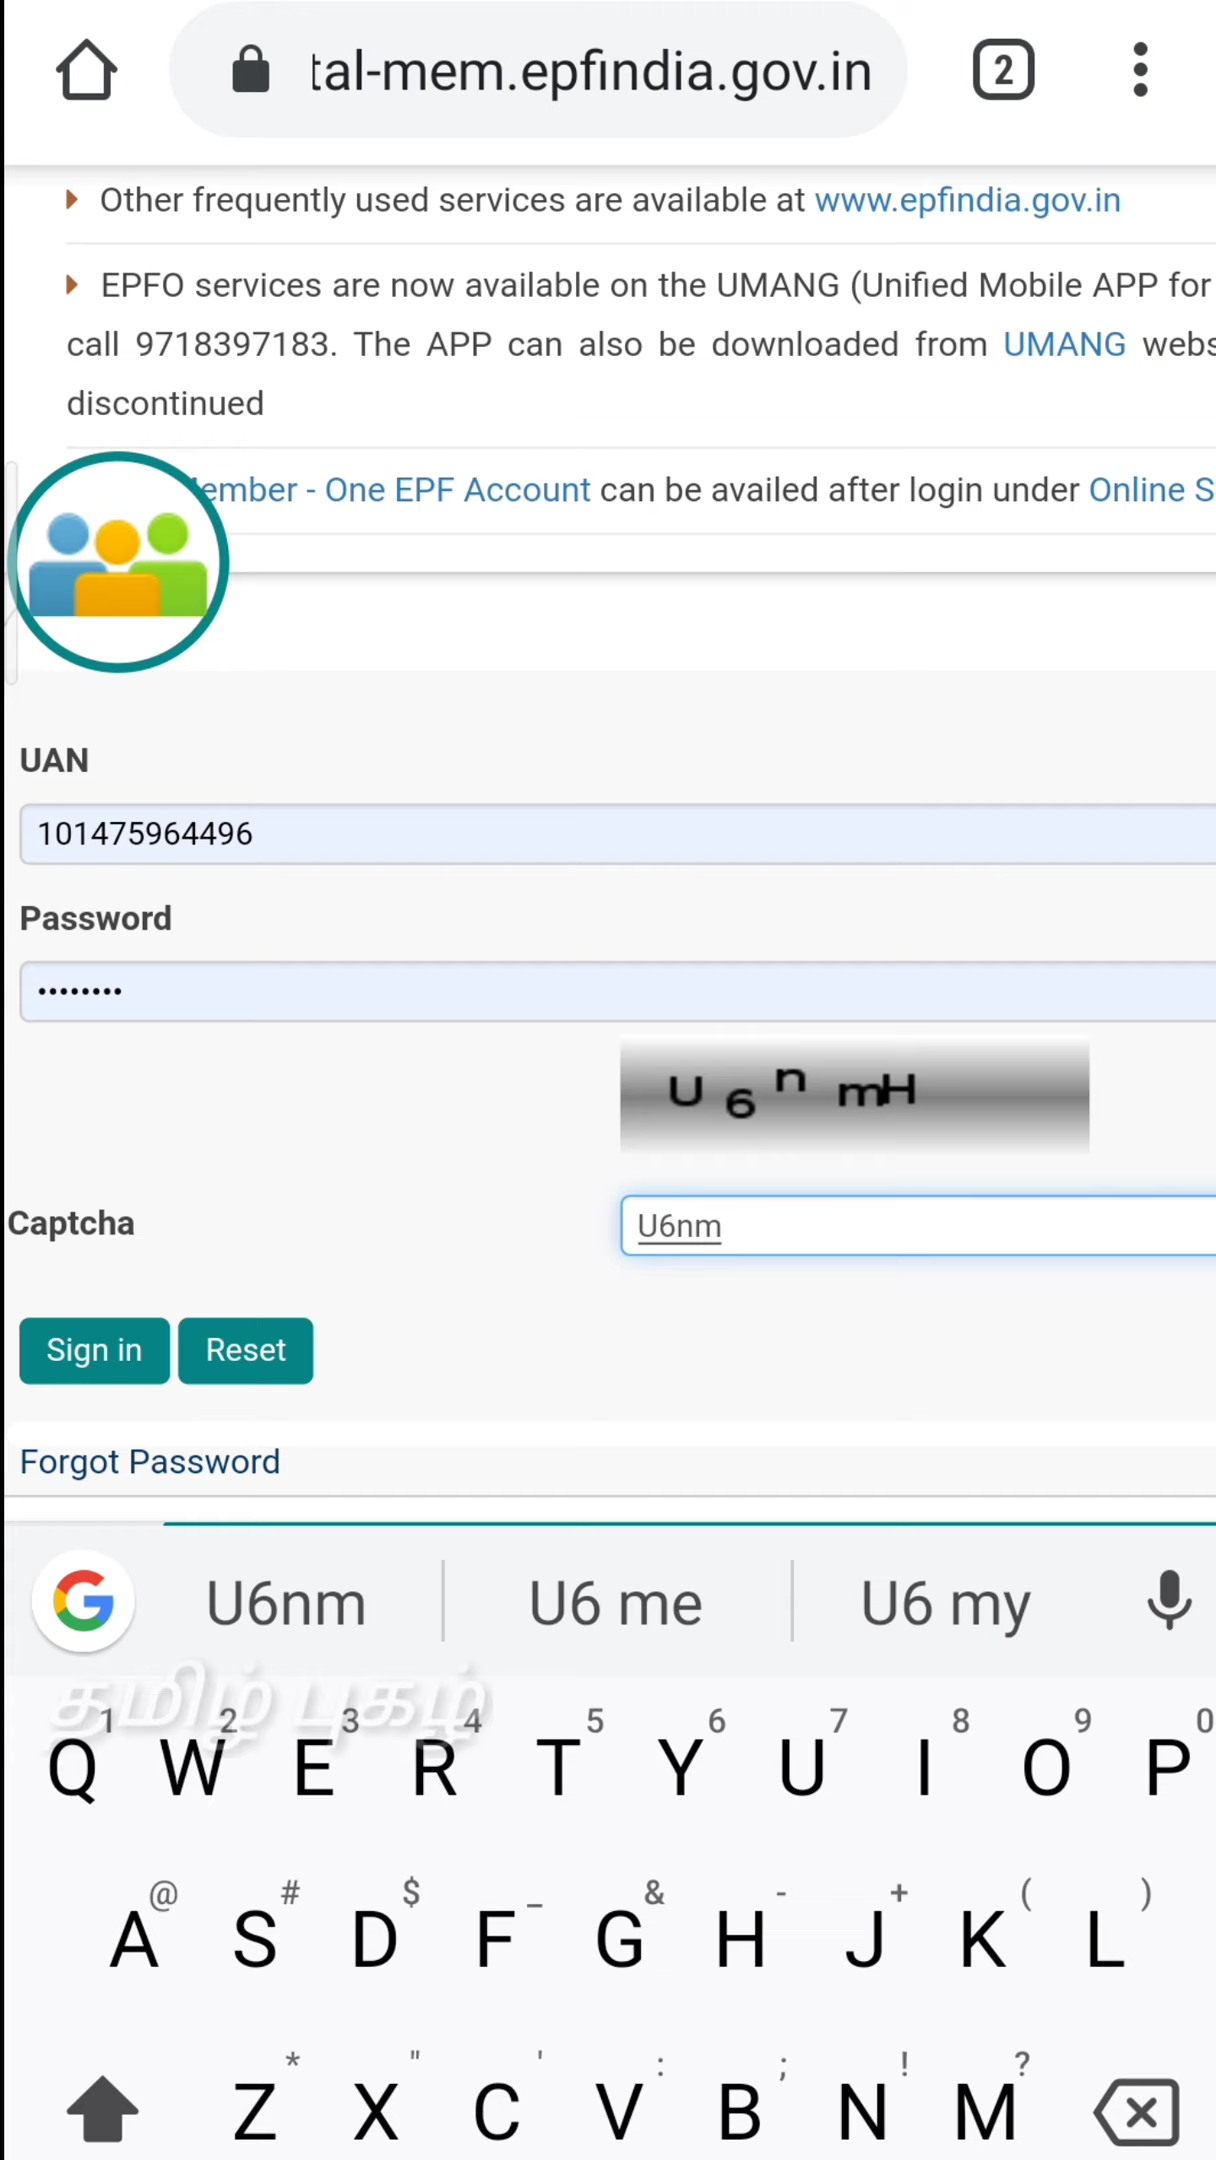 tal-mem.epfindia.gov.in
2
Other frequently used services are available at www.epfindia.gov.in
EPFO services are now available on the UMANG (Unified Mobile APP for
call 9718397183. The APP can also be downloaded from UMANG webs
discontinued
ember - One EPF Account can be availed after login under Online S
UAN
101475964496
Password
••••••••
U 6 n mH
Captcha
U6nm
Sign in Reset
Forgot Password
U6nm U6 me U6 my
தமிழ் புகழ்
1 2 3 4 5 6 7 8 9 0
Q W E R T Y U I O P
@ # $ _ & - + ( )
A S D F G H J K L
* " ' : ; ! ?
Z X C V B N M